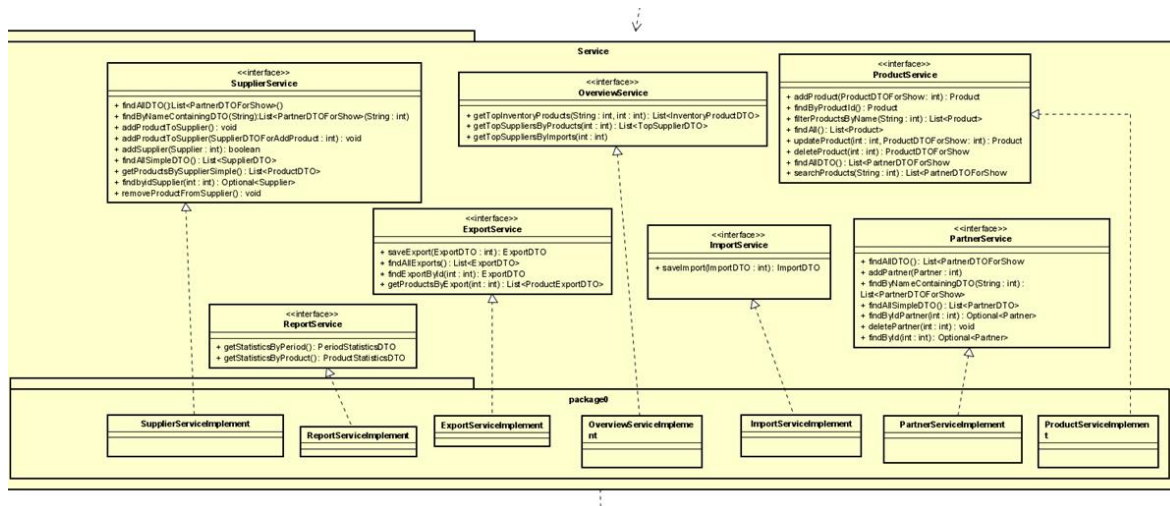 Service
<<interface>>
SupplierService
+ findAllDTO():List<PartnerDTOForShow>()
+ findByNameContainingDTO(String):List<PartnerDTOForShow>(String : int)
+ addProductToSupplier() : void
+ addProductToSupplier(SupplierDTOForAddProduct : int) : void
+ addSupplier(Supplier : int) : boolean
+ findAllSimpleDTO() : List<SupplierDTO>
+ getProductsBySupplierSimple() : List<ProductDTO>
+ findbyidSupplier(int : int) : Optional<Supplier>
+ removeProductFromSupplier() : void
<<interface>>
OverviewService
+ getTopInventoryProducts(String : int, int : int) : List<InventoryProductDTO>
+ getTopSuppliersByProducts(int : int) : List<TopSupplierDTO>
+ getTopSuppliersByImports(int : int)
<<interface>>
ProductService
+ addProduct(ProductDTOForShow : int) : Product
+ findByProductId() : Product
+ filterProductsByName(String : int) : List<Product>
+ findAll() : List<Product>
+ updateProduct(int : int, ProductDTOForShow : int) : Product
+ deleteProduct(int : int) : ProductDTOForShow
+ findAllDTO() : List<PartnerDTOForShow
+ searchProducts(String : int) : List<PartnerDTOForShow
<<interface>>
ExportService
+ saveExport(ExportDTO : int) : ExportDTO
+ findAllExports() : List<ExportDTO>
+ findExportById(int : int) : ExportDTO
+ getProductsByExport(int : int) : List<ProductExportDTO>
<<interface>>
ImportService
+ saveImport(ImportDTO : int) : ImportDTO
<<interface>>
PartnerService
+ findAllDTO() : List<PartnerDTOForShow
+ addPartner(Partner : int)
+ findByNameContainingDTO(String : int) :
List<PartnerDTOForShow>
+ findAllSimpleDTO() : List<PartnerDTO>
+ findByIdPartner(int : int) : Optional<Partner>
+ deletePartner(int : int) : void
+ findById(int : int) : Optional<Partner>
<<interface>>
ReportService
+ getStatisticsByPeriod() : PeriodStatisticsDTO
+ getStatisticsByProduct() : ProductStatisticsDTO
package0
SupplierServiceImplement
ReportServiceImplement
ExportServiceImplement
OverviewServiceImpleme
nt
ImportServiceImplement
PartnerServiceImplement
ProductServiceImplemen
t